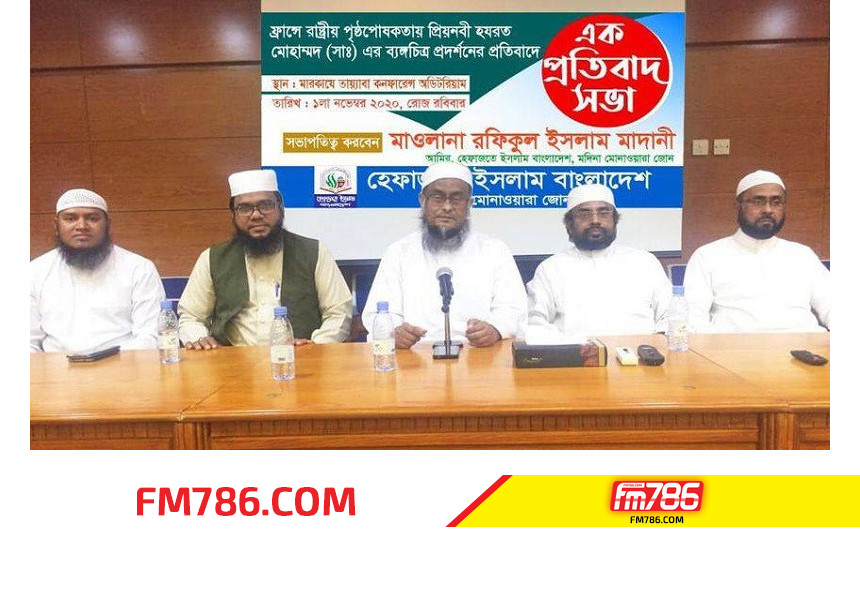 ফ্রান্সে রাষ্ট্রীয় পৃষ্ঠপোষকতায় প্রিয়নবী হযরত
মোহাম্মদ (সাঃ) এর ব্যঙ্গচিত্র প্রদর্শনের প্রতিবাদে
এক
প্রতিবাদ
সভা
স্থান : মারকাযে তায়্যাবা কনফারেন্স অডিটরিয়াম
তারিখ : ১লা নভেম্বর ২০২০, রোজ রবিবার
সভাপতিত্ব করবেন মাওলানা রফিকুল ইসলাম মাদানী
আমির, হেফাজতে ইসলাম বাংলাদেশ, মদিনা মোনাওয়ারা জোন
হেফাজ ইসলাম বাংলাদেশ
মোনাওয়ারা জোন
FM786.COM
fm786
FM786.COM